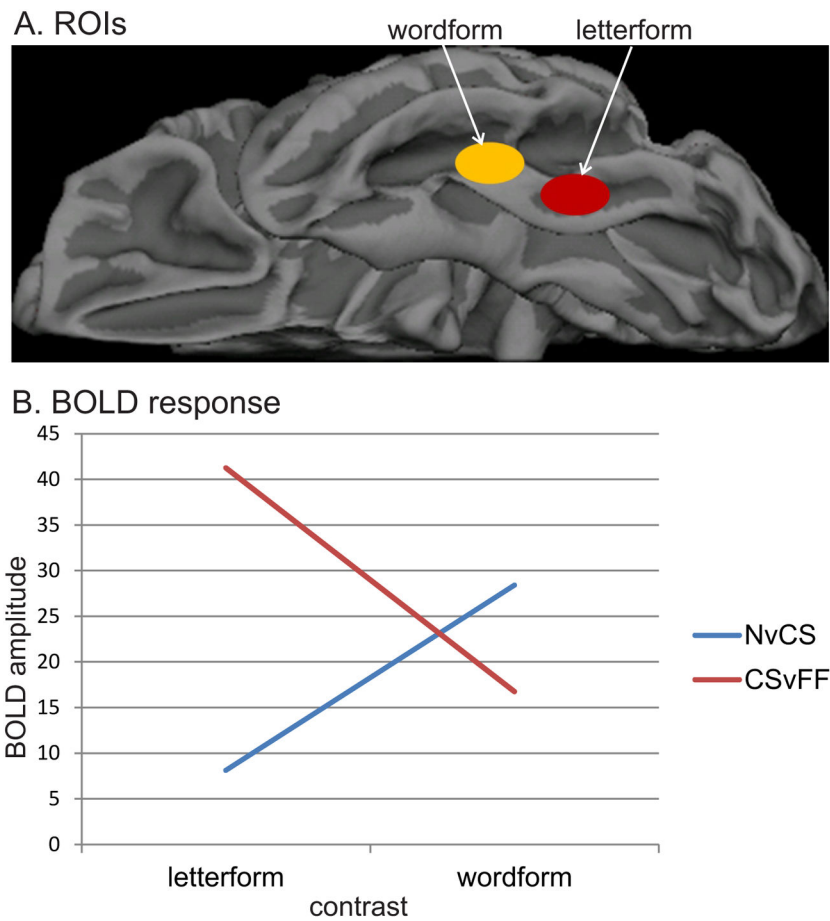 A. ROIs
wordform
letterform
B. BOLD response
45
40
35
30
25
20
15
10
5
0
BOLD amplitude
letterform
wordform
contrast
NvCS
CSvFF